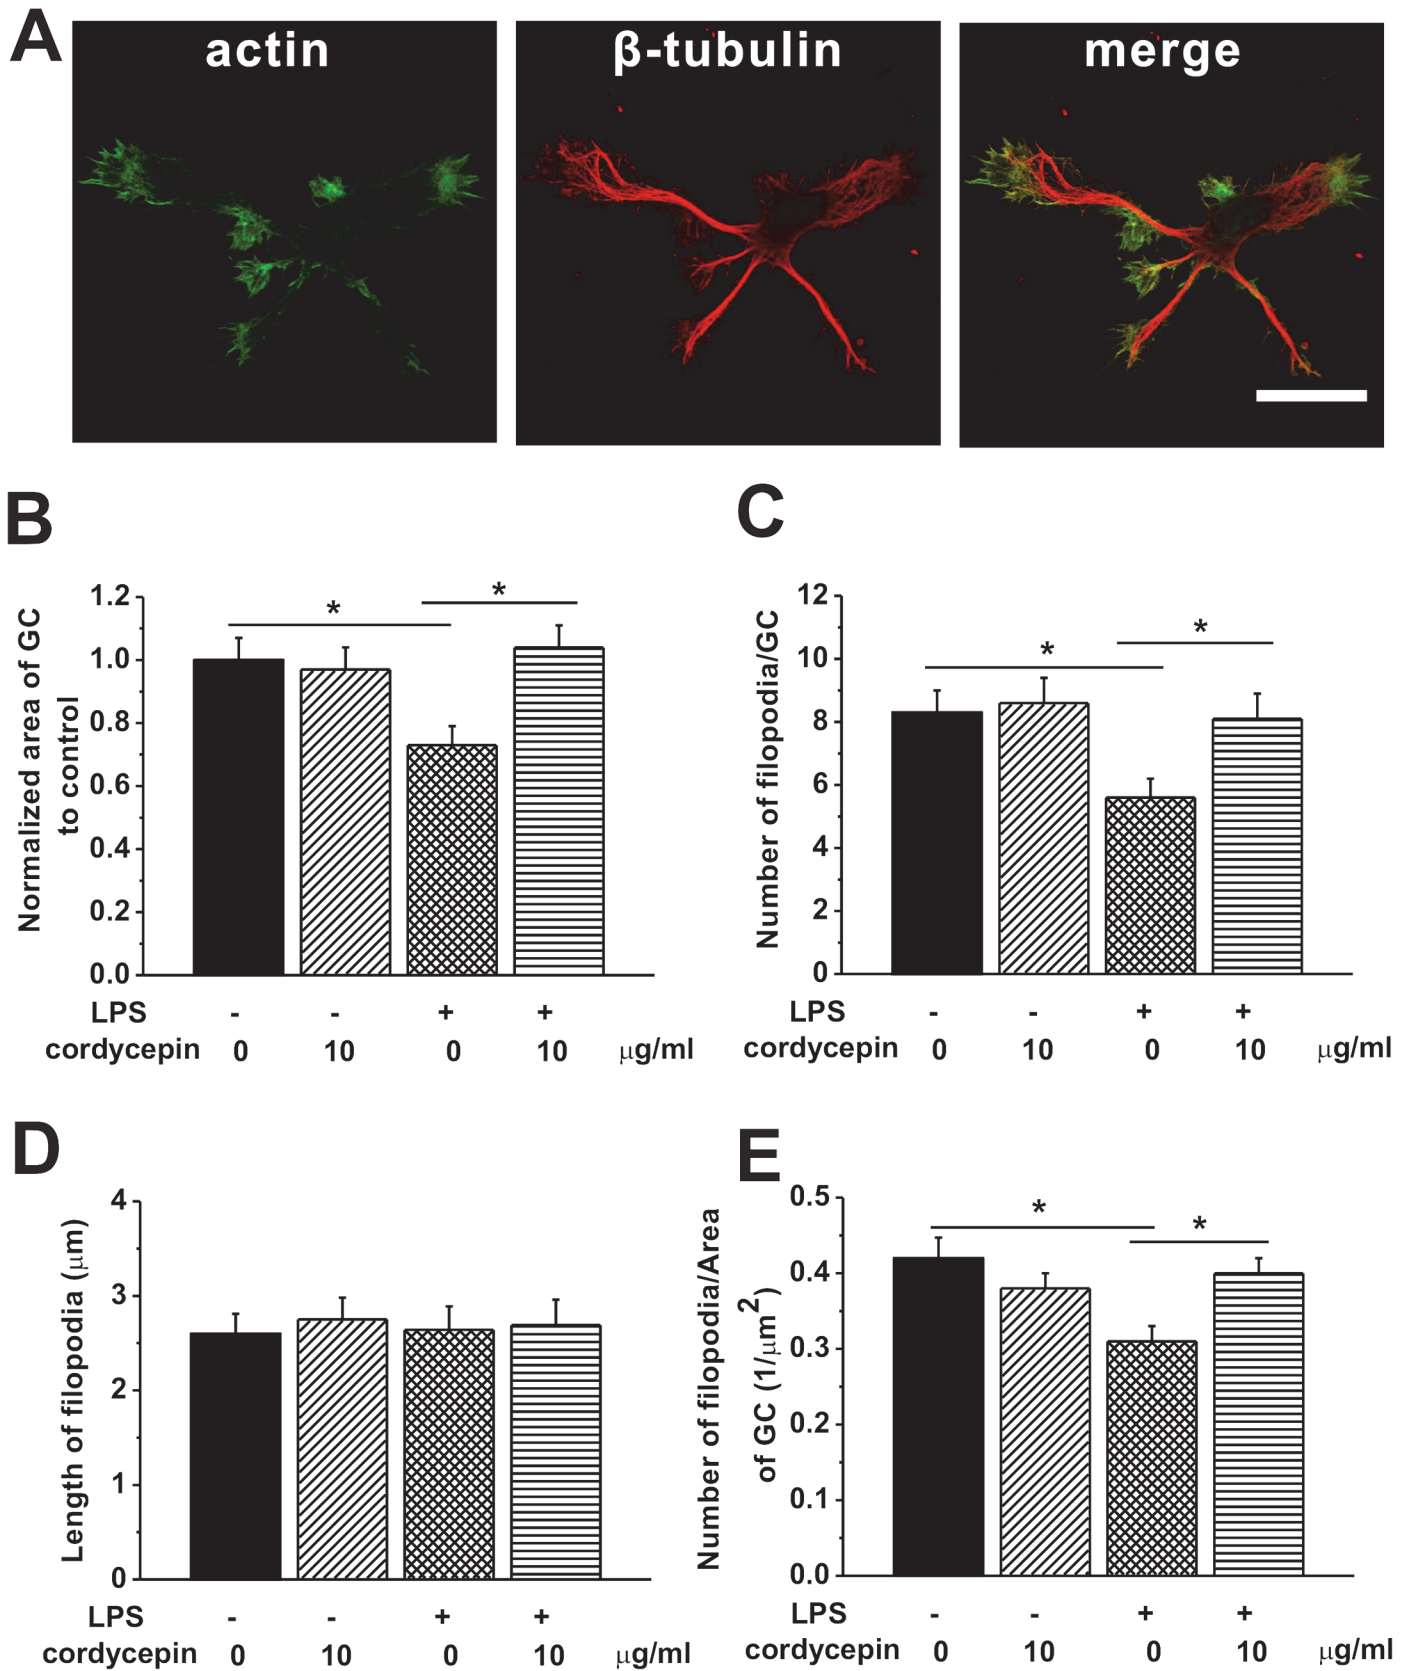 A
actin
β-tubulin
merge
B
Normalized area of GC
to control
1.2
1.0
0.8
0.6
0.4
0.2
0.0
*
*
LPS - - + +
cordycepin 0 10 0 10 μg/ml
C
Number of filopodia/GC
12
10
8
6
4
2
0
*
*
LPS - - + +
cordycepin 0 10 0 10 μg/ml
D
Length of filopodia (μm)
4
3
2
1
0
LPS - - + +
cordycepin 0 10 0 10 μg/ml
E
Number of filopodia/Area
of GC (1/μm2)
0.5
0.4
0.3
0.2
0.1
0.0
*
*
LPS - - + +
cordycepin 0 10 0 10 μg/ml